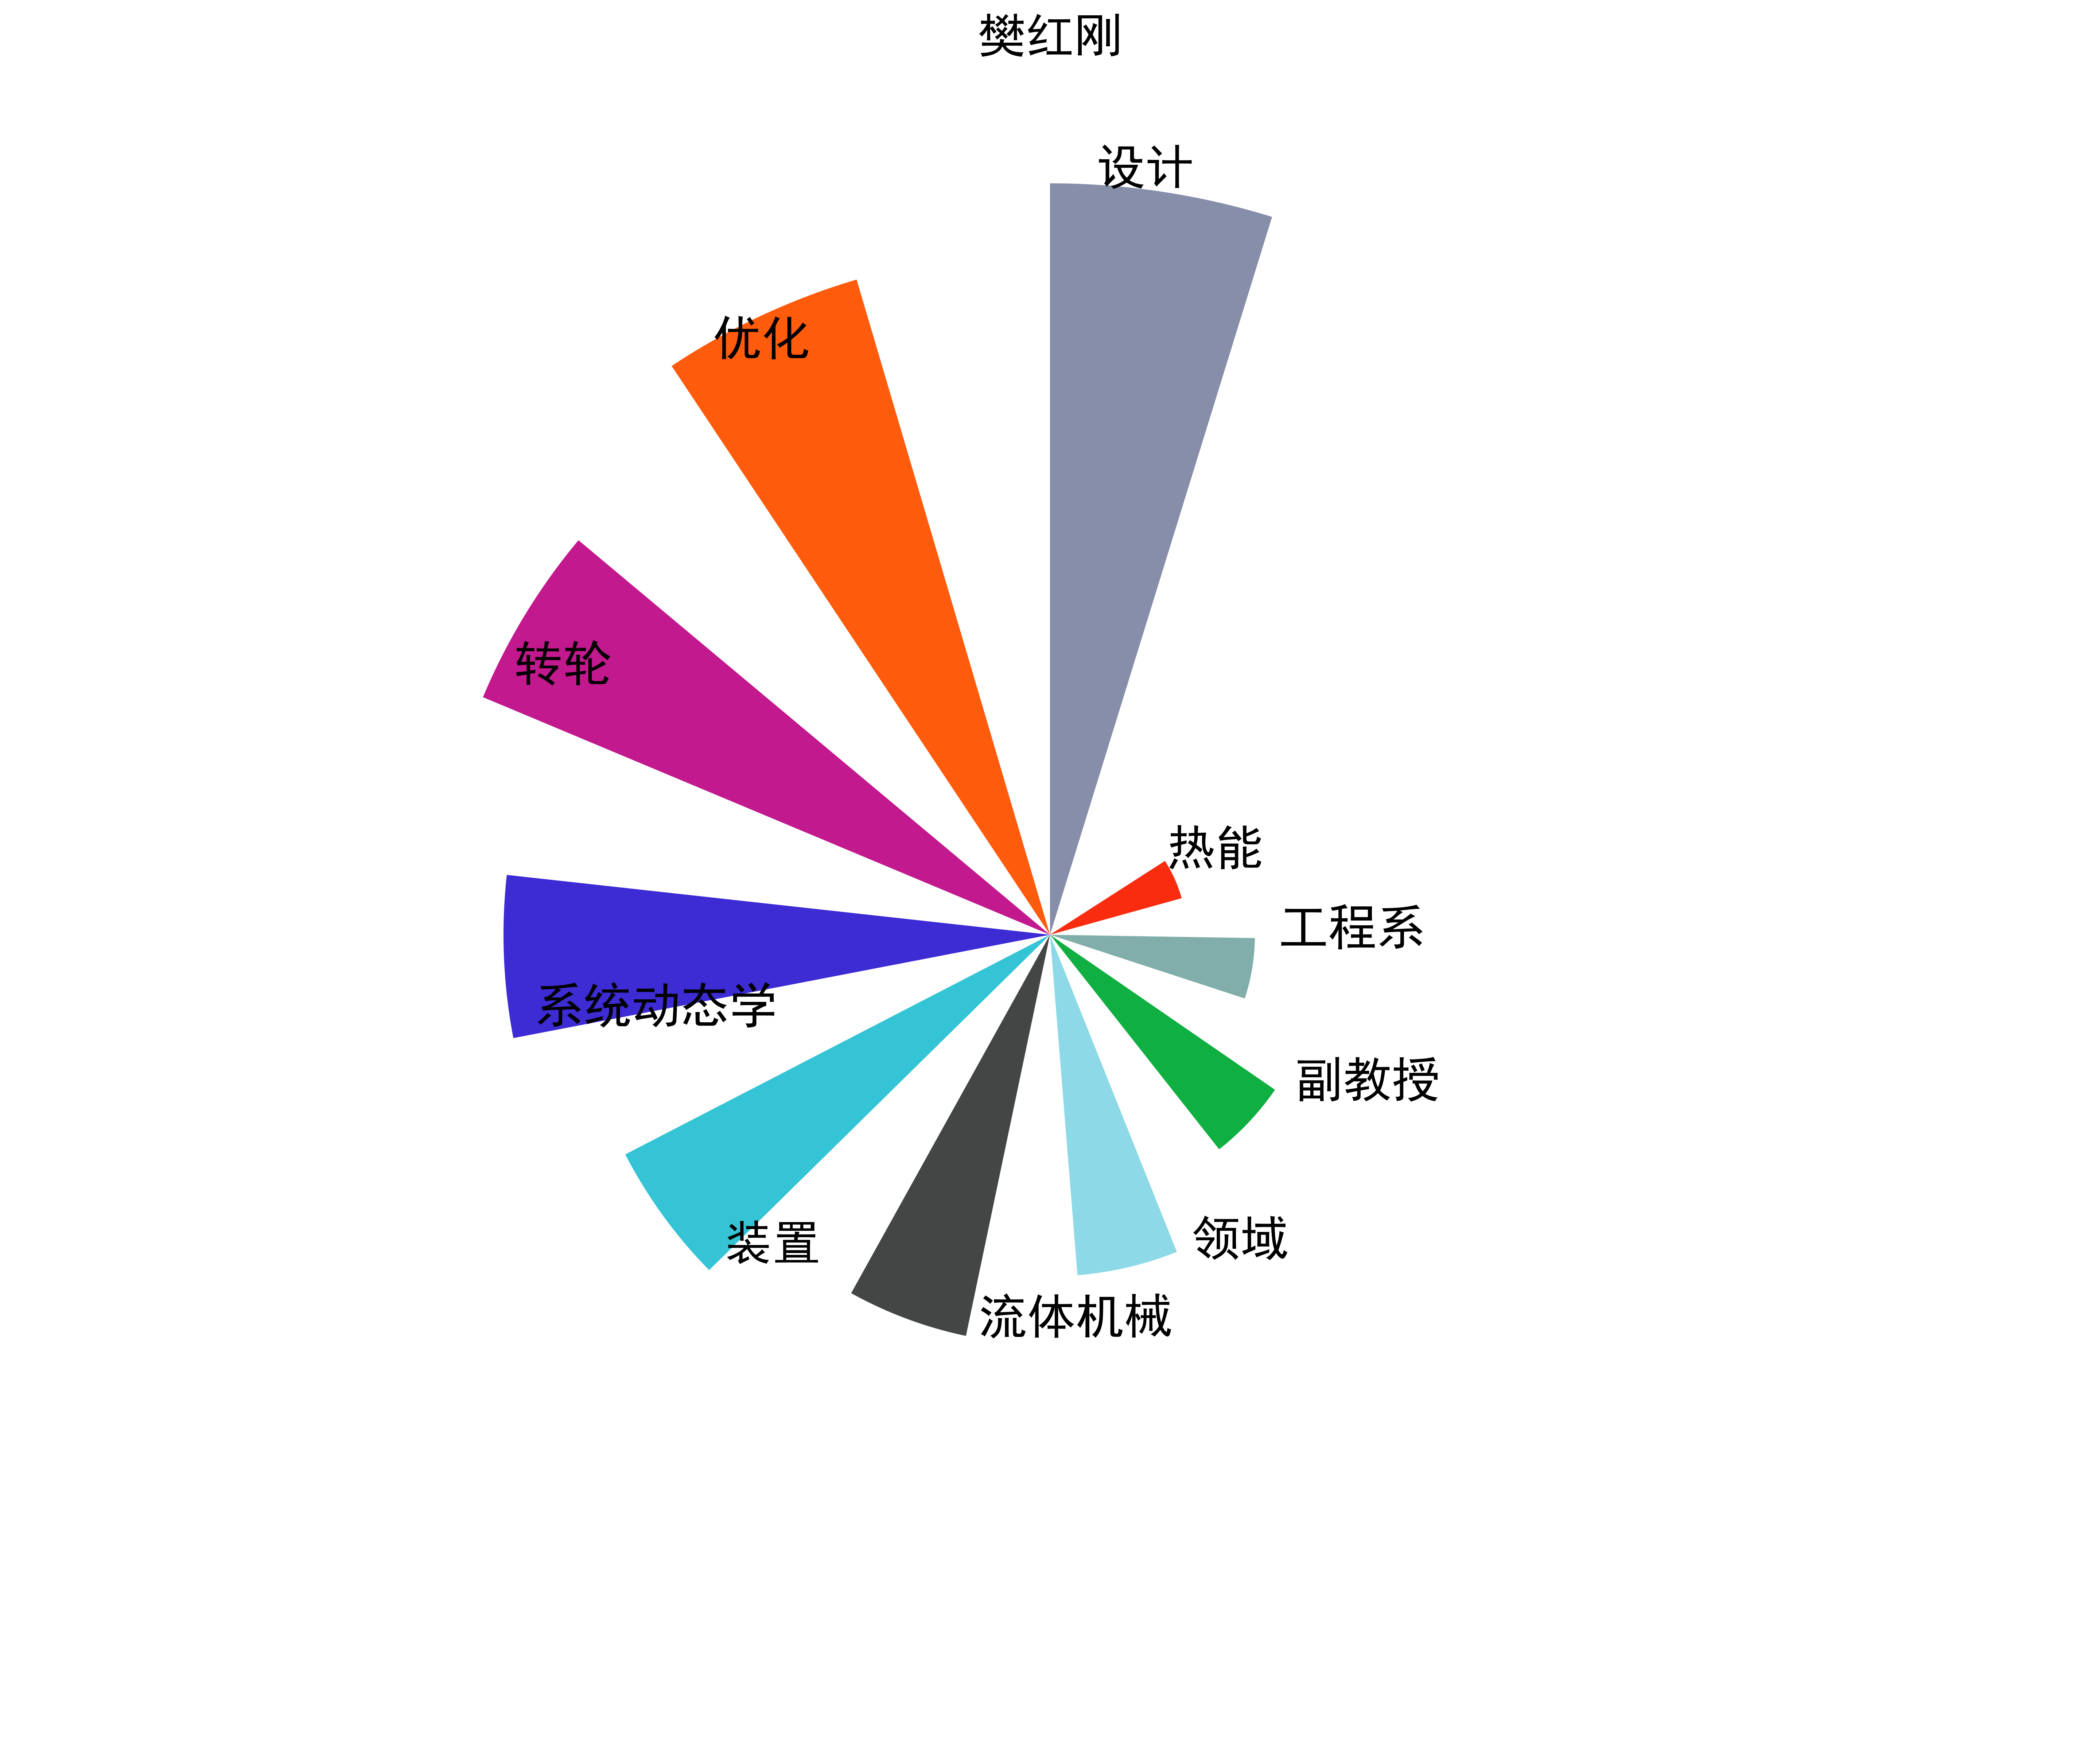 樊红刚
设计
优化
转轮
热能
工程系
系统动态学
副教授
领域
装置
流体机械